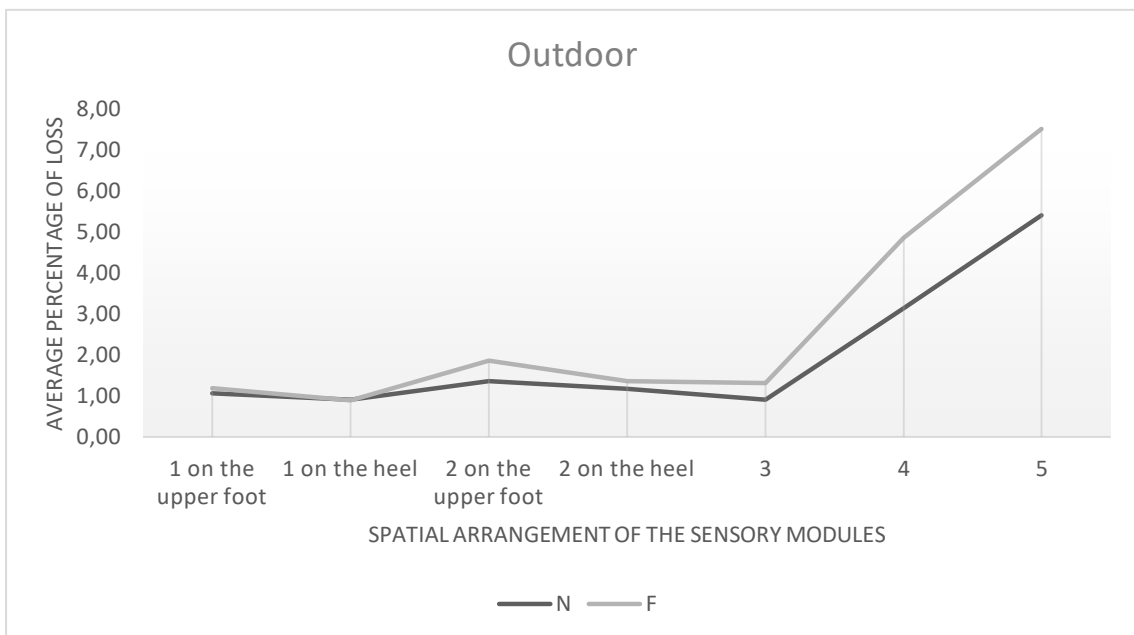 Outdoor
AVERAGE PERCENTAGE OF LOSS
8,00
7,00
6,00
5,00
4,00
3,00
2,00
1,00
0,00
1 on the upper foot
1 on the heel
2 on the upper foot
2 on the heel
3
4
5
SPATIAL ARRANGEMENT OF THE SENSORY MODULES
N
F